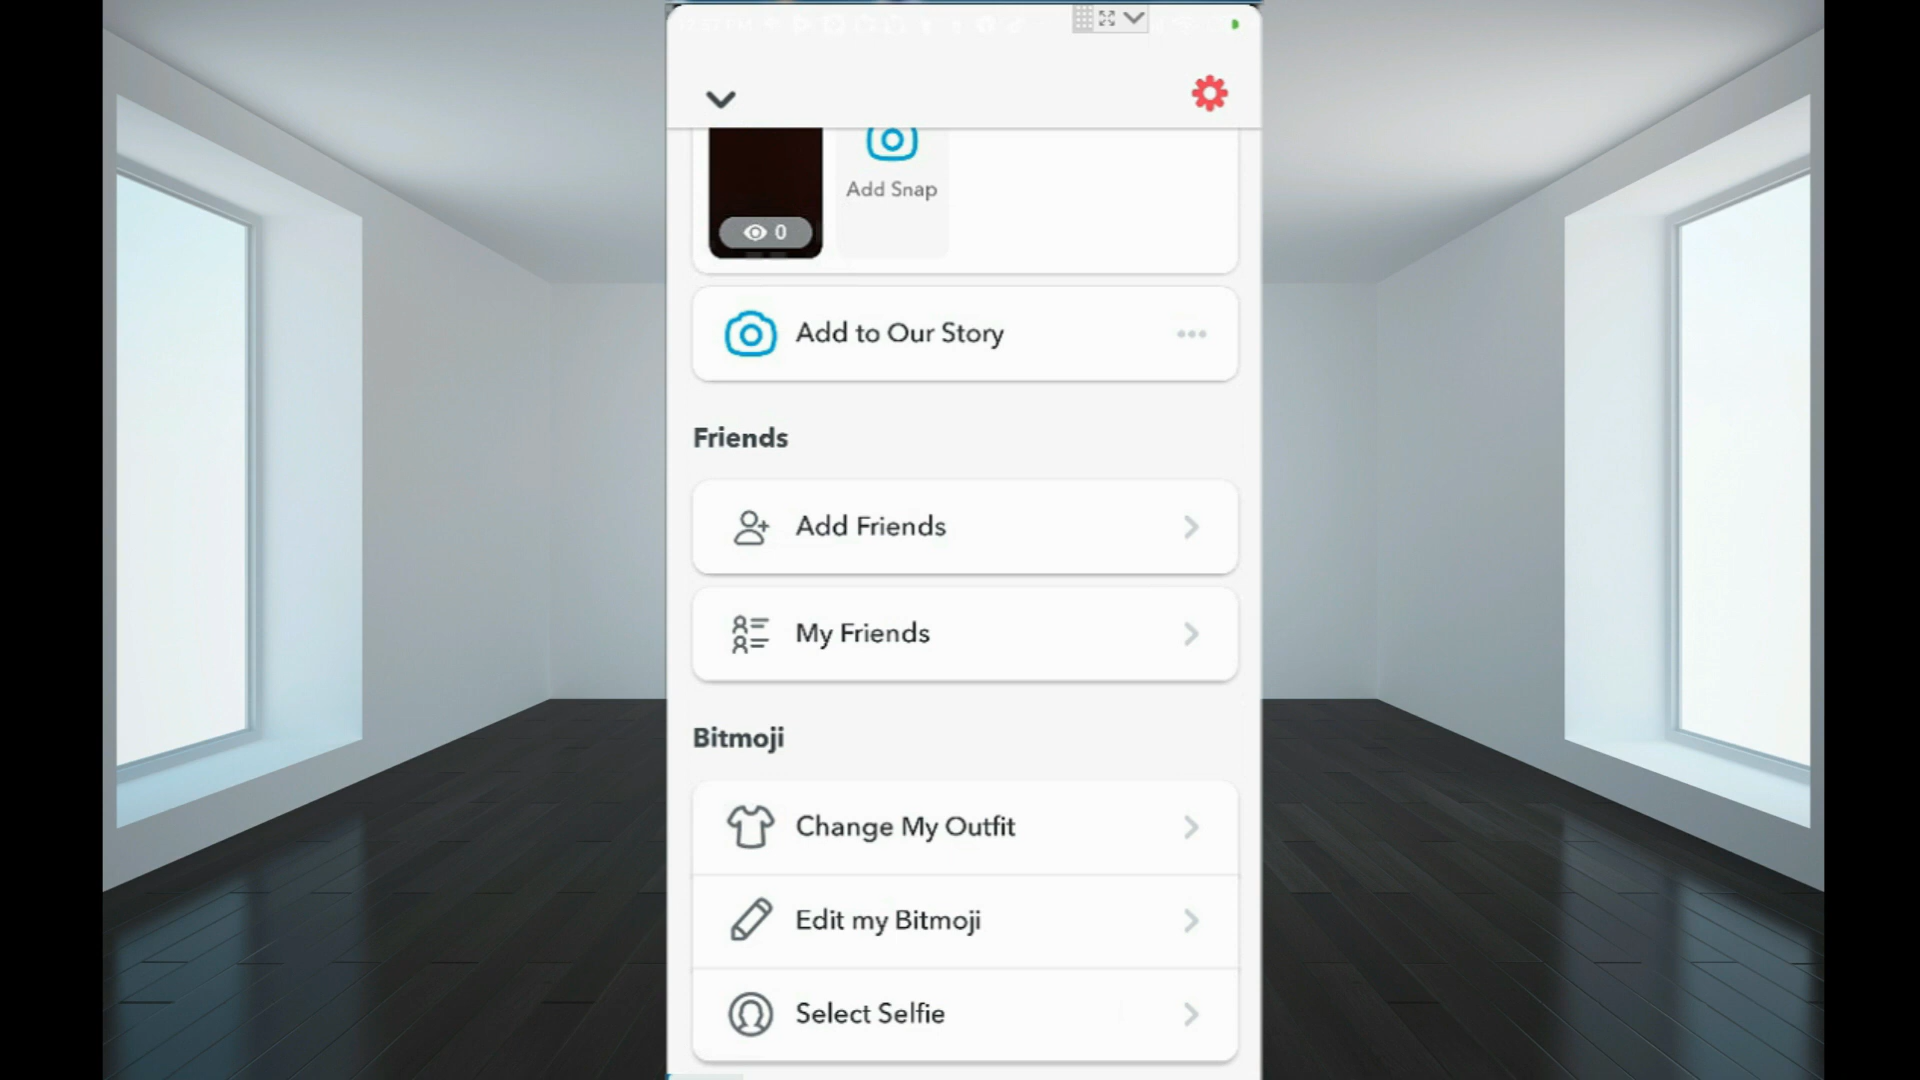 Add Snap
0
Add to Our Story
Friends
Add Friends
My Friends
Bitmoji
Change My Outfit
Edit my Bitmoji
Select Selfie